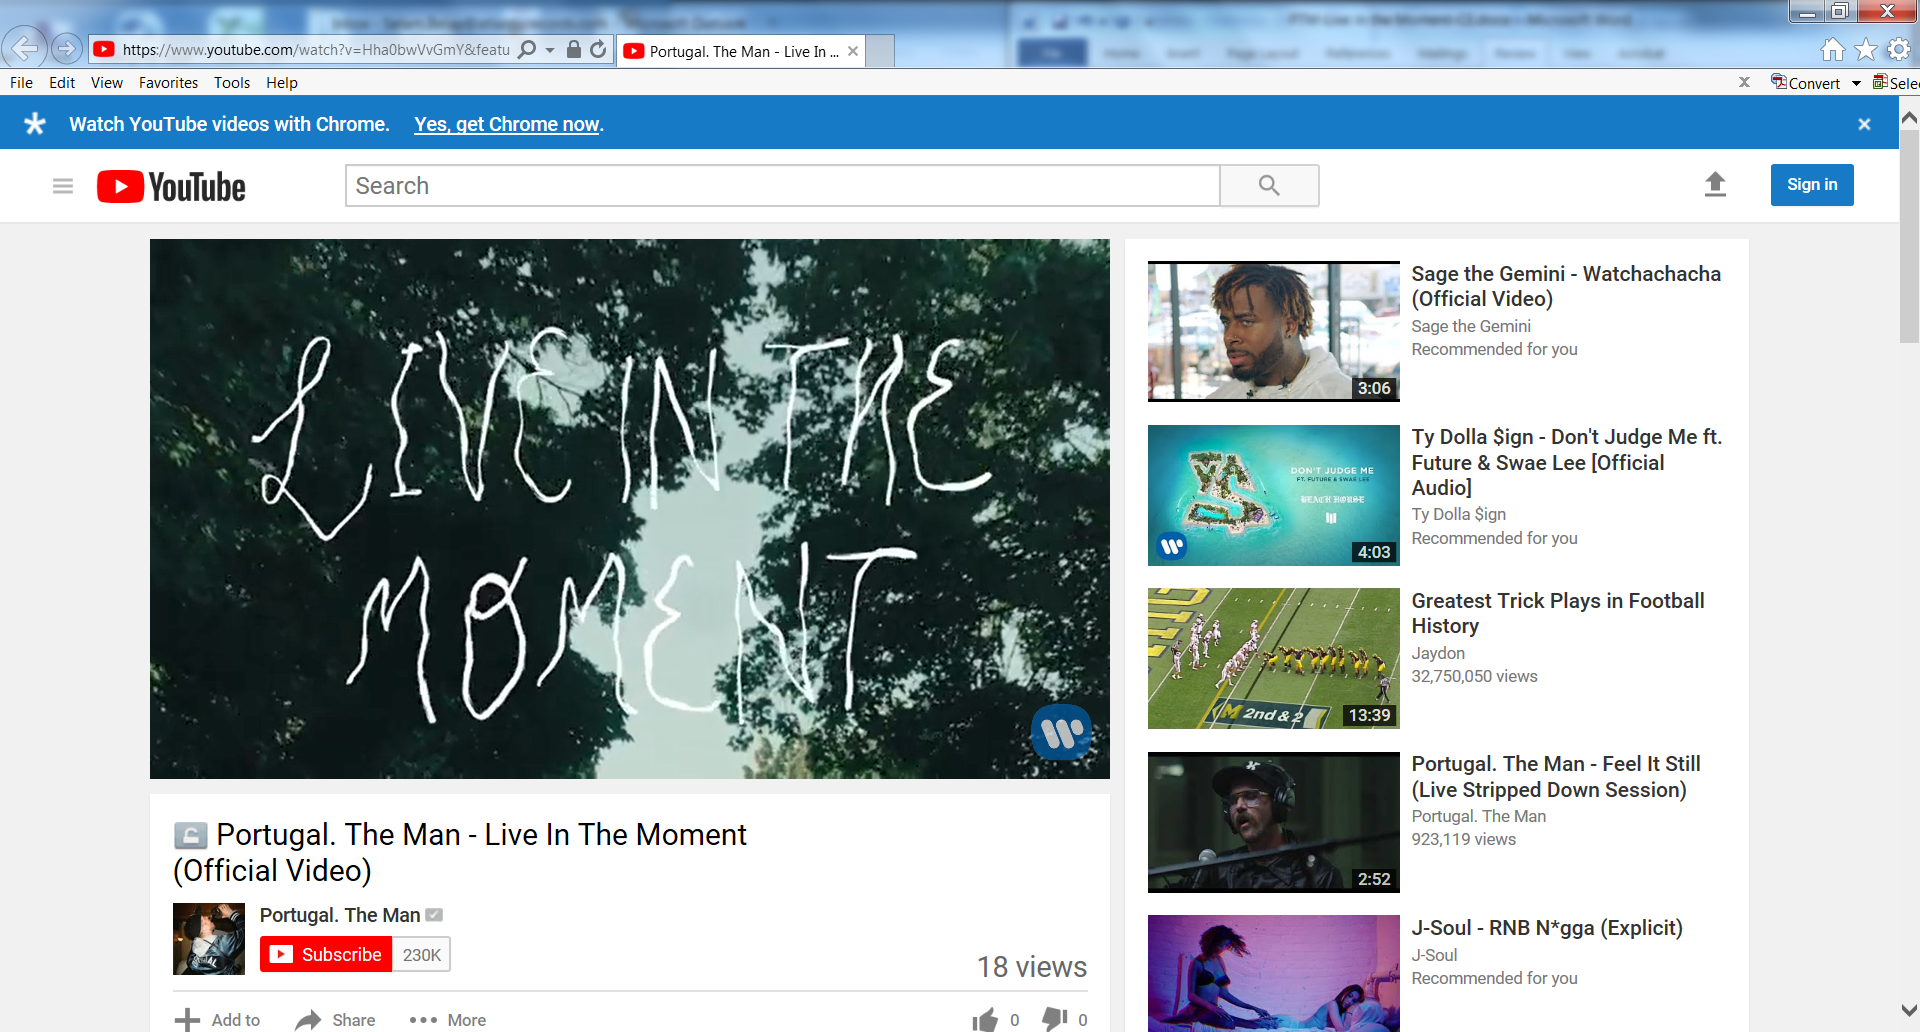 https://www.youtube.com/watch?v=Hha0bwVvGmY&featu
Portugal. The Man - Live In ...
File Edit View Favorites Tools Help
Convert
Selec
Watch YouTube videos with Chrome. Yes, get Chrome now.
YouTube
Search
Sign in
LIVE IN THE
MOMENT
Portugal. The Man - Live In The Moment
(Official Video)
Portugal. The Man
Subscribe 230K
18 views
Add to Share More 0 0
Sage the Gemini - Watchachacha
(Official Video)
Sage the Gemini
Recommended for you
3:06
DON'T JUDGE ME
FT. FUTURE & SWAE LEE
BEACH HOUSE
4:03
Ty Dolla $ign - Don't Judge Me ft.
Future & Swae Lee [Official
Audio]
Ty Dolla $ign
Recommended for you
M 2nd & 2
13:39
Greatest Trick Plays in Football
History
Jaydon
32,750,050 views
2:52
Portugal. The Man - Feel It Still
(Live Stripped Down Session)
Portugal. The Man
923,119 views
J-Soul - RNB N*gga (Explicit)
J-Soul
Recommended for you